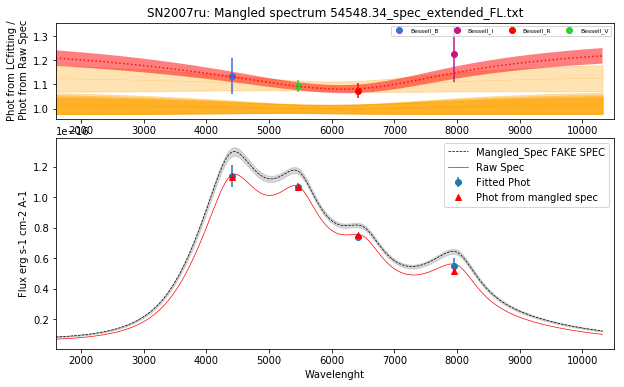 SN2007ru: Mangled spectrum 54548.34_spec_extended_FL.txt
Phot from LCfitting /
Phot from Raw Spec
1.3
1.2
1.1
1.0
Bessell_B
Bessell_I
Bessell_R
Bessell_V
2000 3000 4000 5000 6000 7000 8000 9000 10000
1e−16
Flux erg s-1 cm-2 A-1
1.2
1.0
0.8
0.6
0.4
0.2
Mangled_Spec FAKE SPEC
Raw Spec
Fitted Phot
Phot from mangled spec
2000 3000 4000 5000 6000 7000 8000 9000 10000
Wavelenght